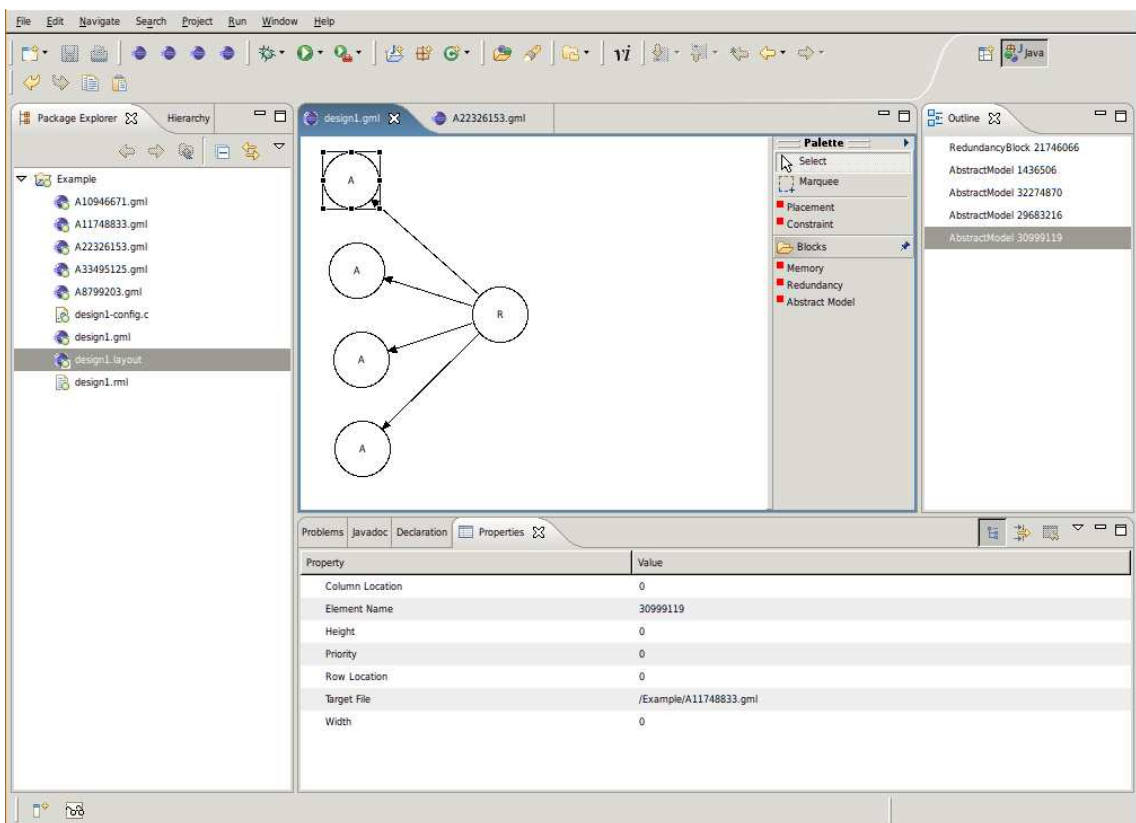 File Edit Navigate Search Project Run Window Help
vi
Java
Package Explorer Hierarchy
Example
A10946671.gml
A11748833.gml
A22326153.gml
A33495125.gml
A8799203.gml
design1-config.c
design1.gml
design1.layout
design1.rml
design1.gml A22326153.gml
A
A
A
A
R
Palette
Select
Marquee
Placement
Constraint
Blocks
Memory
Redundancy
Abstract Model
Outline
RedundancyBlock 21746066
AbstractModel 1436506
AbstractModel 32274870
AbstractModel 29683216
AbstractModel 30999119
Problems Javadoc Declaration Properties
Property Value
Column Location 0
Element Name 30999119
Height 0
Priority 0
Row Location 0
Target File /Example/A11748833.gml
Width 0